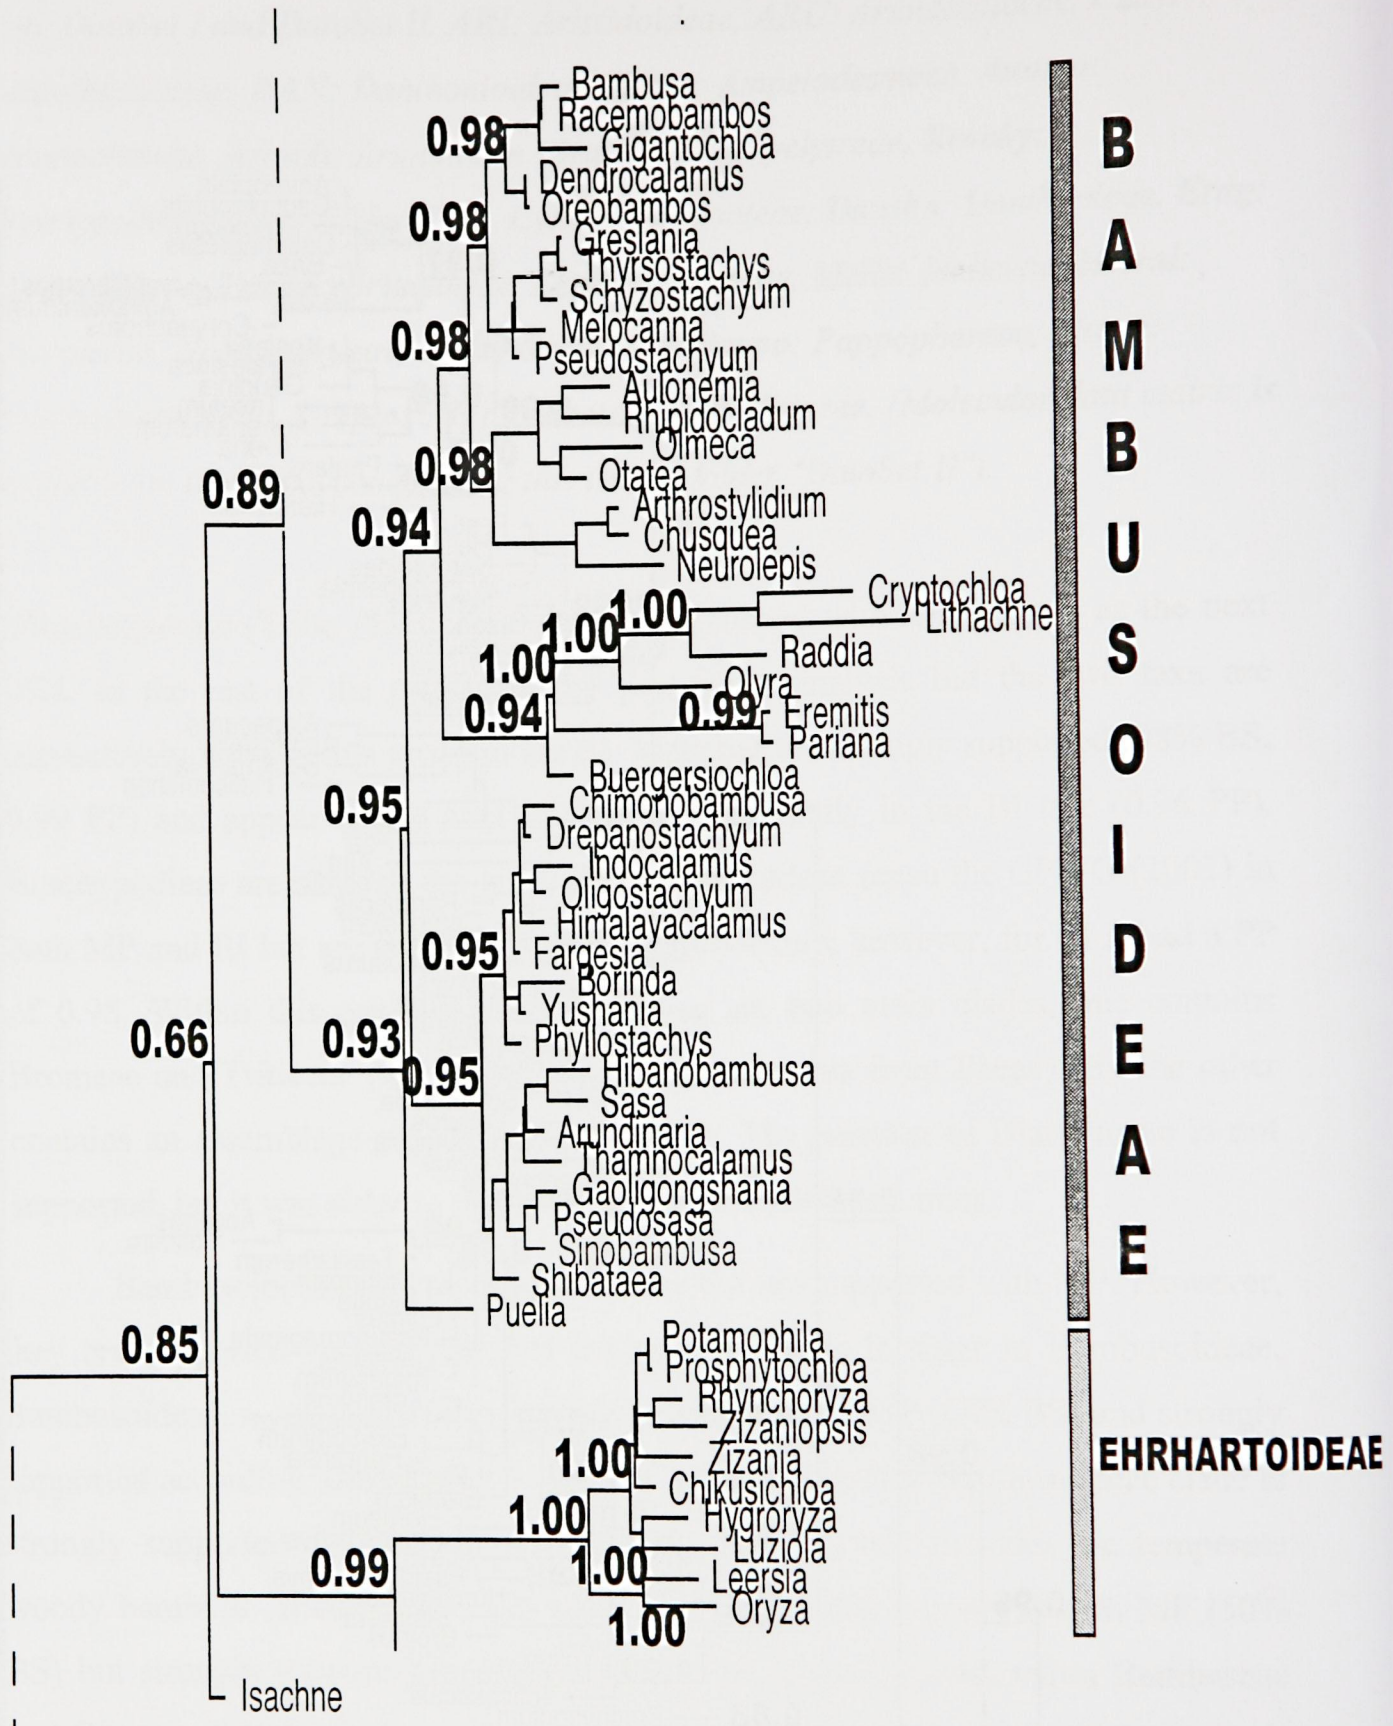 Bambusa
Racemobambos
Gigantochloa
0.98
Dendrocalamus
Oreobambos
0.98
Greslania
Thyrsostachys
Schyzostachyum
Melocanna
0.98
Pseudostachyum
Aulonemia
Rhipidocladum
Olmeca
0.98
Otatea
0.89
Arthrostylidium
0.94
Chusquea
Neurolepis
Cryptochloa
1.00
Lithachne
1.00
Raddia
1.00
Olyra
0.94
0.99
Eremitis
Pariana
Buergersiochloa
0.95
Chimonobambusa
Drepanostachyum
Indocalamus
Oligostachyum
Himalayacalamus
0.95
Fargesia
Borinda
Yushania
0.66
0.93
Phyllostachys
0.95
Hibanobambusa
Sasa
Arundinaria
Thamnocalamus
Gaoligongshania
Pseudosasa
Sinobambusa
Shibataea
Puelia
BAMBUSOIDEAE
0.85
Potamophila
Prosphytochloa
Rhynchoryza
Zizaniopsis
1.00
Zizania
EHRHARTOIDEAE
Chikusichloa
1.00
Hygroryza
Luziola
0.99
1.00
Leersia
Oryza
1.00
Isachne